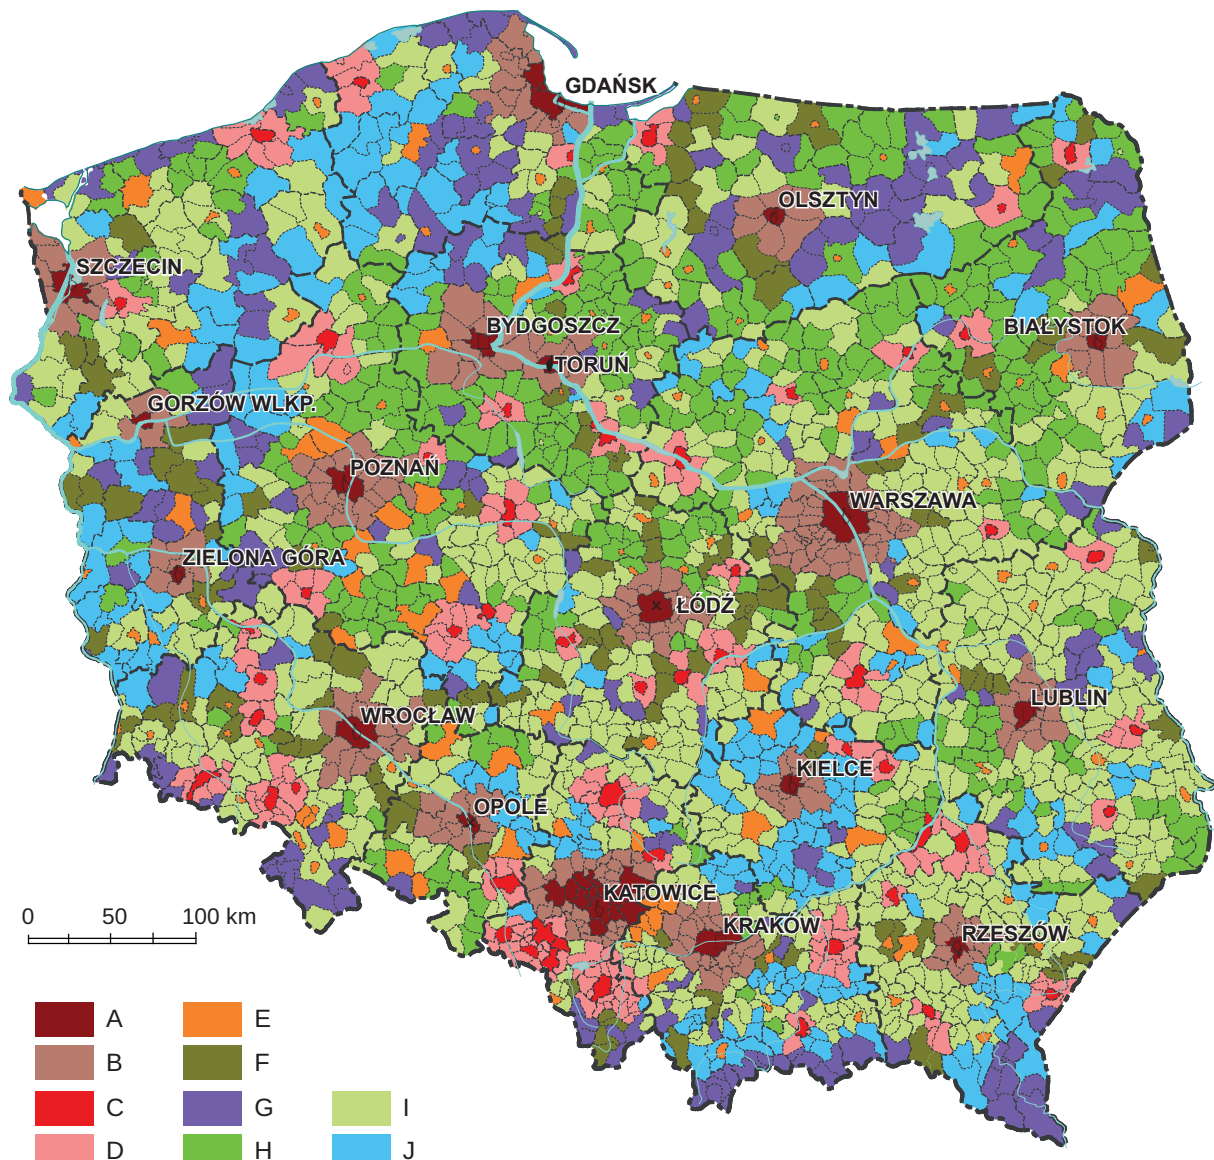 GDAŃSK
OLSZTYN
SZCZECIN
BYDGOSZCZ
BIAŁYSTOK
TORUŃ
GORZÓW WLKP.
POZNAŃ
WARSZAWA
ZIELONA GÓRA
ŁÓDŹ
LUBLIN
WROCŁAW
KIELCE
OPOLE
KATOWICE
KRAKÓW
RZESZÓW
0 50 100 km
A E
B F
C G I
D H J